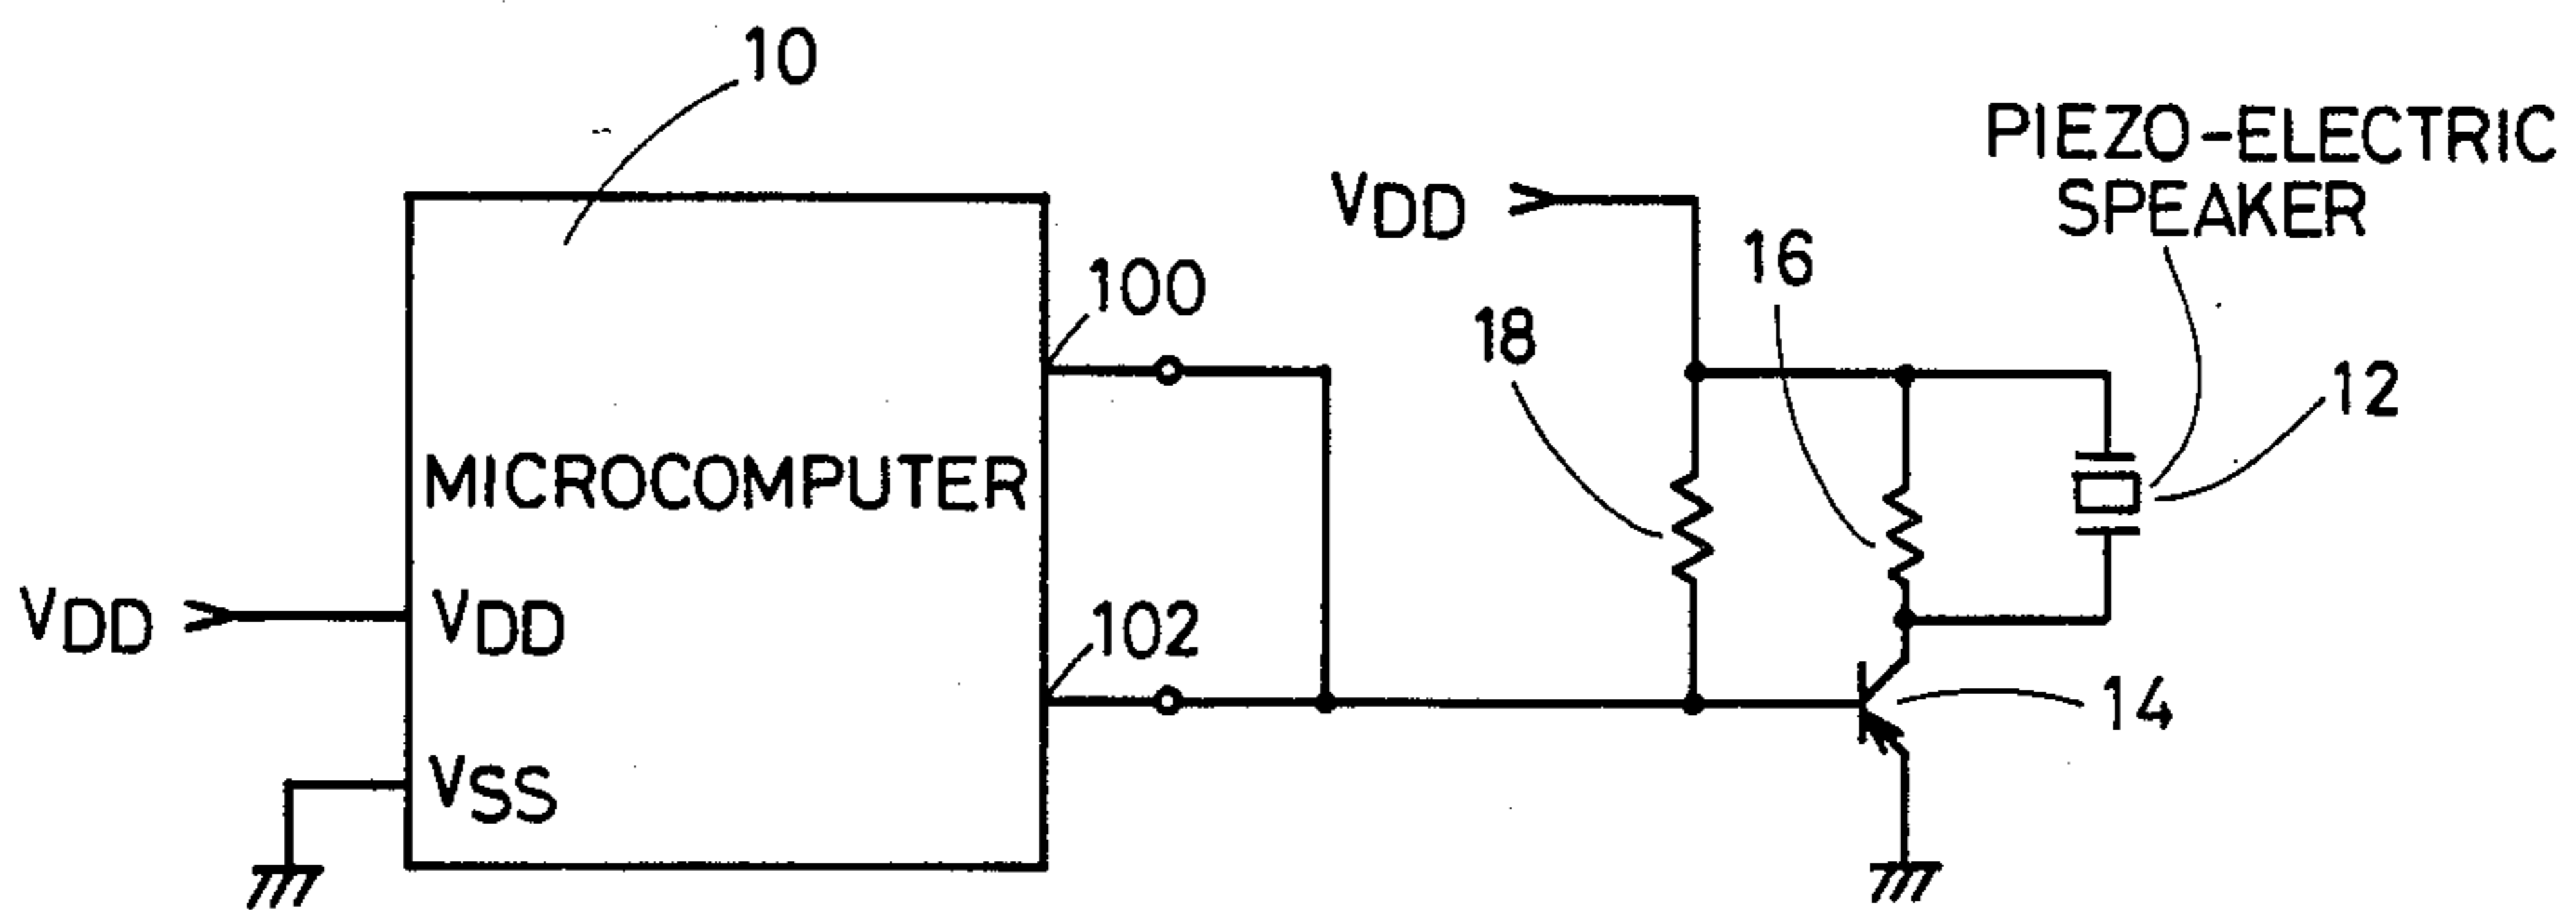 10
PIEZO-ELECTRIC
SPEAKER
VDD
16
100
18
12
MICROCOMPUTER
VDD
VDD
102
14
VSS